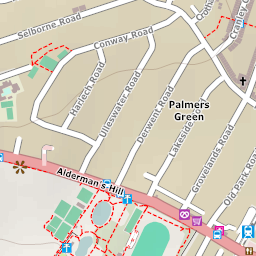 Selborne Road
Conway Road
Harlech Road
Ulleswater Road
Derwent Road
Lakeside
Palmers
Green
Grovelands Road
Old Park Road
Alderman's Hill